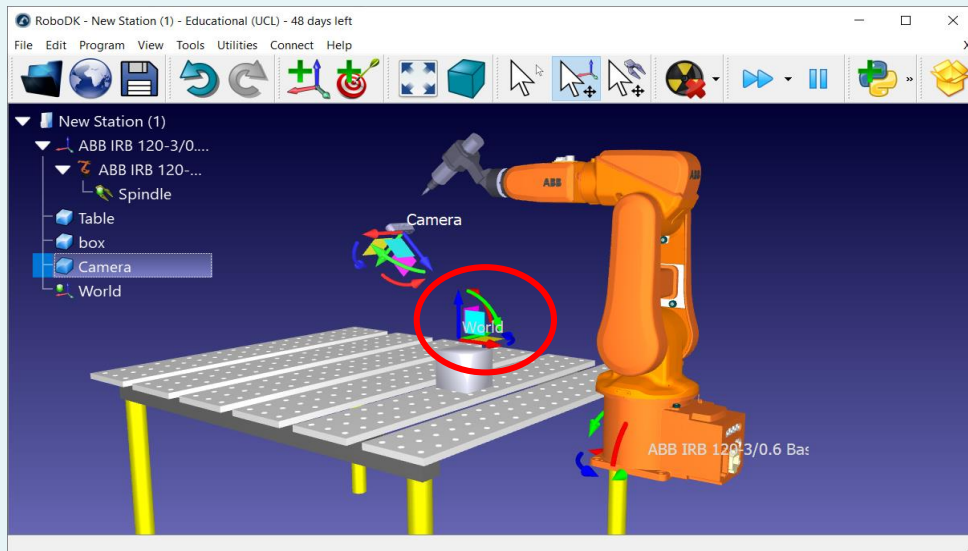 RoboDK - New Station (1) - Educational (UCL) - 48 days left
File Edit Program View Tools Utilities Connect Help
New Station (1)
ABB IRB 120-3/0....
ABB IRB 120-...
Spindle
Table
box
Camera
World
ABB
ABB
Camera
World
ABB IRB 120-3/0.6 Bas